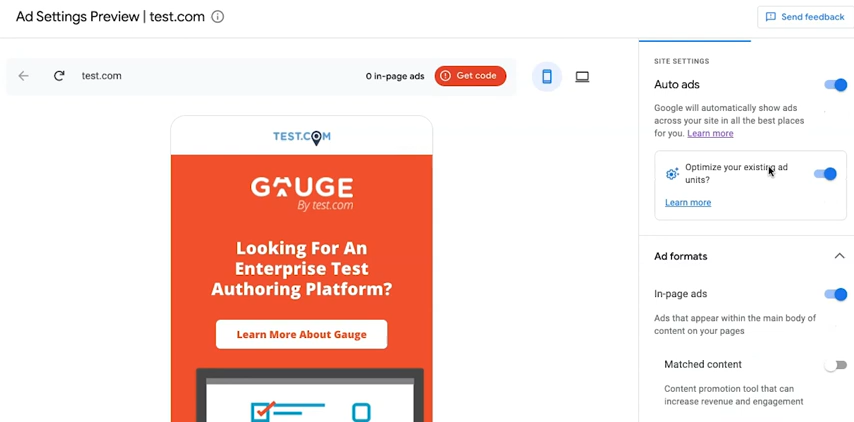 Ad Settings Preview | test.com
Send feedback
test.com
0 in-page ads
Get code
TEST.COM
GAUGE
By test.com
Looking For An
Enterprise Test
Authoring Platform?
Learn More About Gauge
SITE SETTINGS
Auto ads
Google will automatically show ads
across your site in all the best places
for you. Learn more
Optimize your existing ad
units?
Learn more
Ad formats
In-page ads
Ads that appear within the main body of
content on your pages
Matched content
Content promotion tool that can
increase revenue and engagement